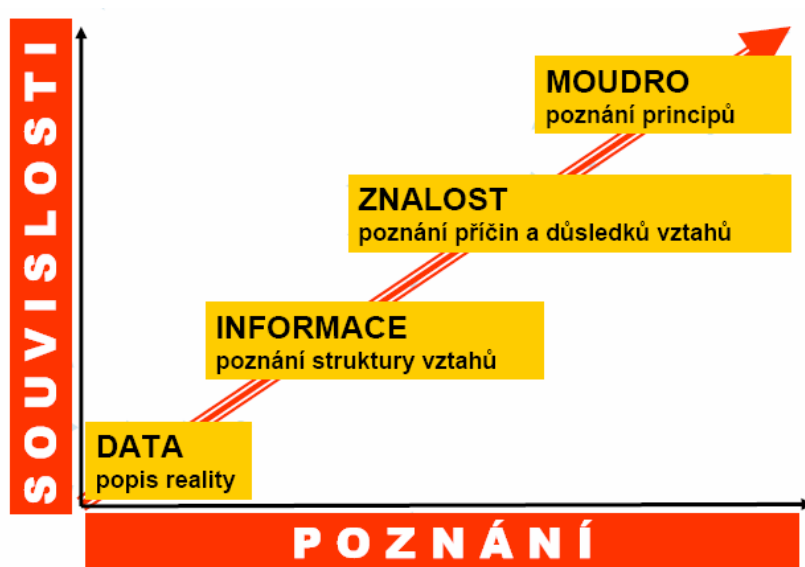 SOUVISLOSTI
MOUDRO
poznání principů
ZNALOST
poznání příčin a důsledků vztahů
INFORMACE
poznání struktury vztahů
DATA
popis reality
POZNÁNÍ